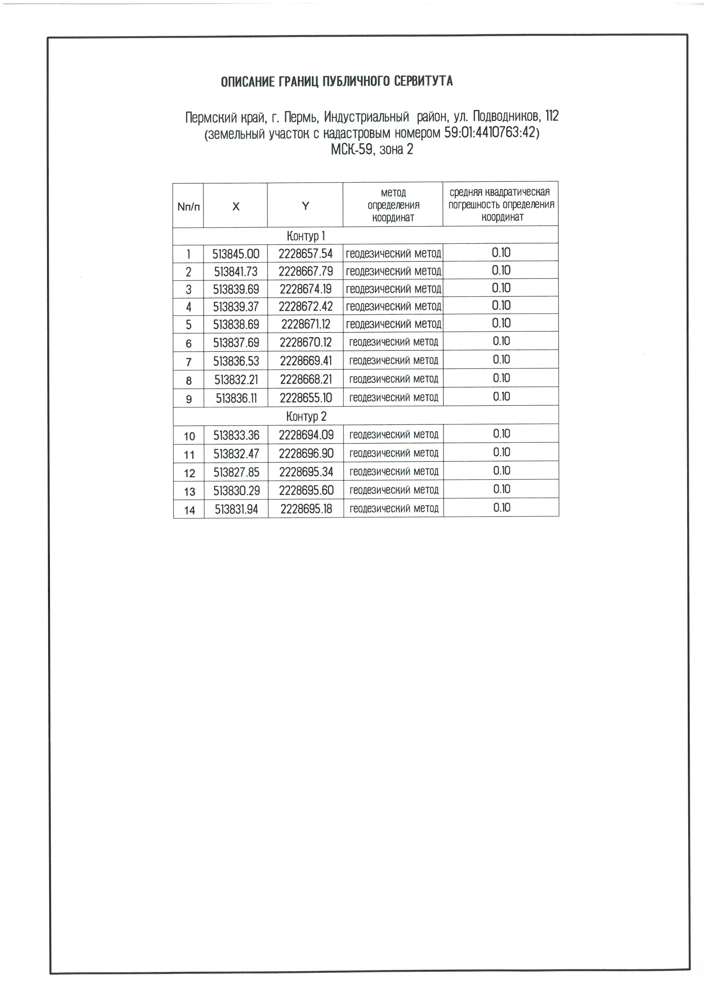 ОПИСАНИЕ ГРАНИЦ ПУБЛИЧНОГО СЕРВИТУТА
Пермский край, г. Пермь, Индустриальный район, ул. Подводников, 112
(земельный участок с кадастровым номером 59:01:4410763:42)
МСК-59, зона 2
Nп/п X Y метод определения координат средняя квадратическая погрешность определения координат
Контур 1
1 513845.00 2228657.54 геодезический метод 0.10
2 513841.73 2228667.79 геодезический метод 0.10
3 513839.69 2228674.19 геодезический метод 0.10
4 513839.37 2228672.42 геодезический метод 0.10
5 513838.69 2228671.12 геодезический метод 0.10
6 513837.69 2228670.12 геодезический метод 0.10
7 513836.53 2228669.41 геодезический метод 0.10
8 513832.21 2228668.21 геодезический метод 0.10
9 513836.11 2228655.10 геодезический метод 0.10
Контур 2
10 513833.36 2228694.09 геодезический метод 0.10
11 513832.47 2228696.90 геодезический метод 0.10
12 513827.85 2228695.34 геодезический метод 0.10
13 513830.29 2228695.60 геодезический метод 0.10
14 513831.94 2228695.18 геодезический метод 0.10